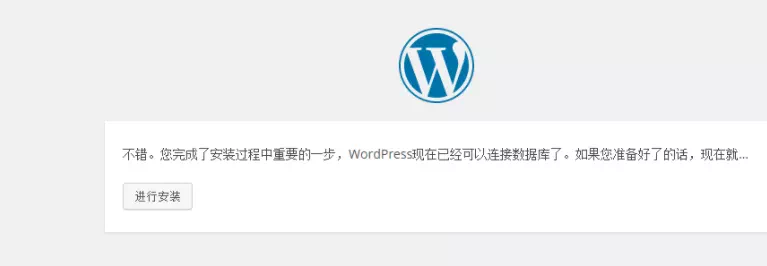 不错。您完成了安装过程中重要的一步，WordPress现在已经可以连接数据库了。如果您准备好了的话，现在就…
进行安装